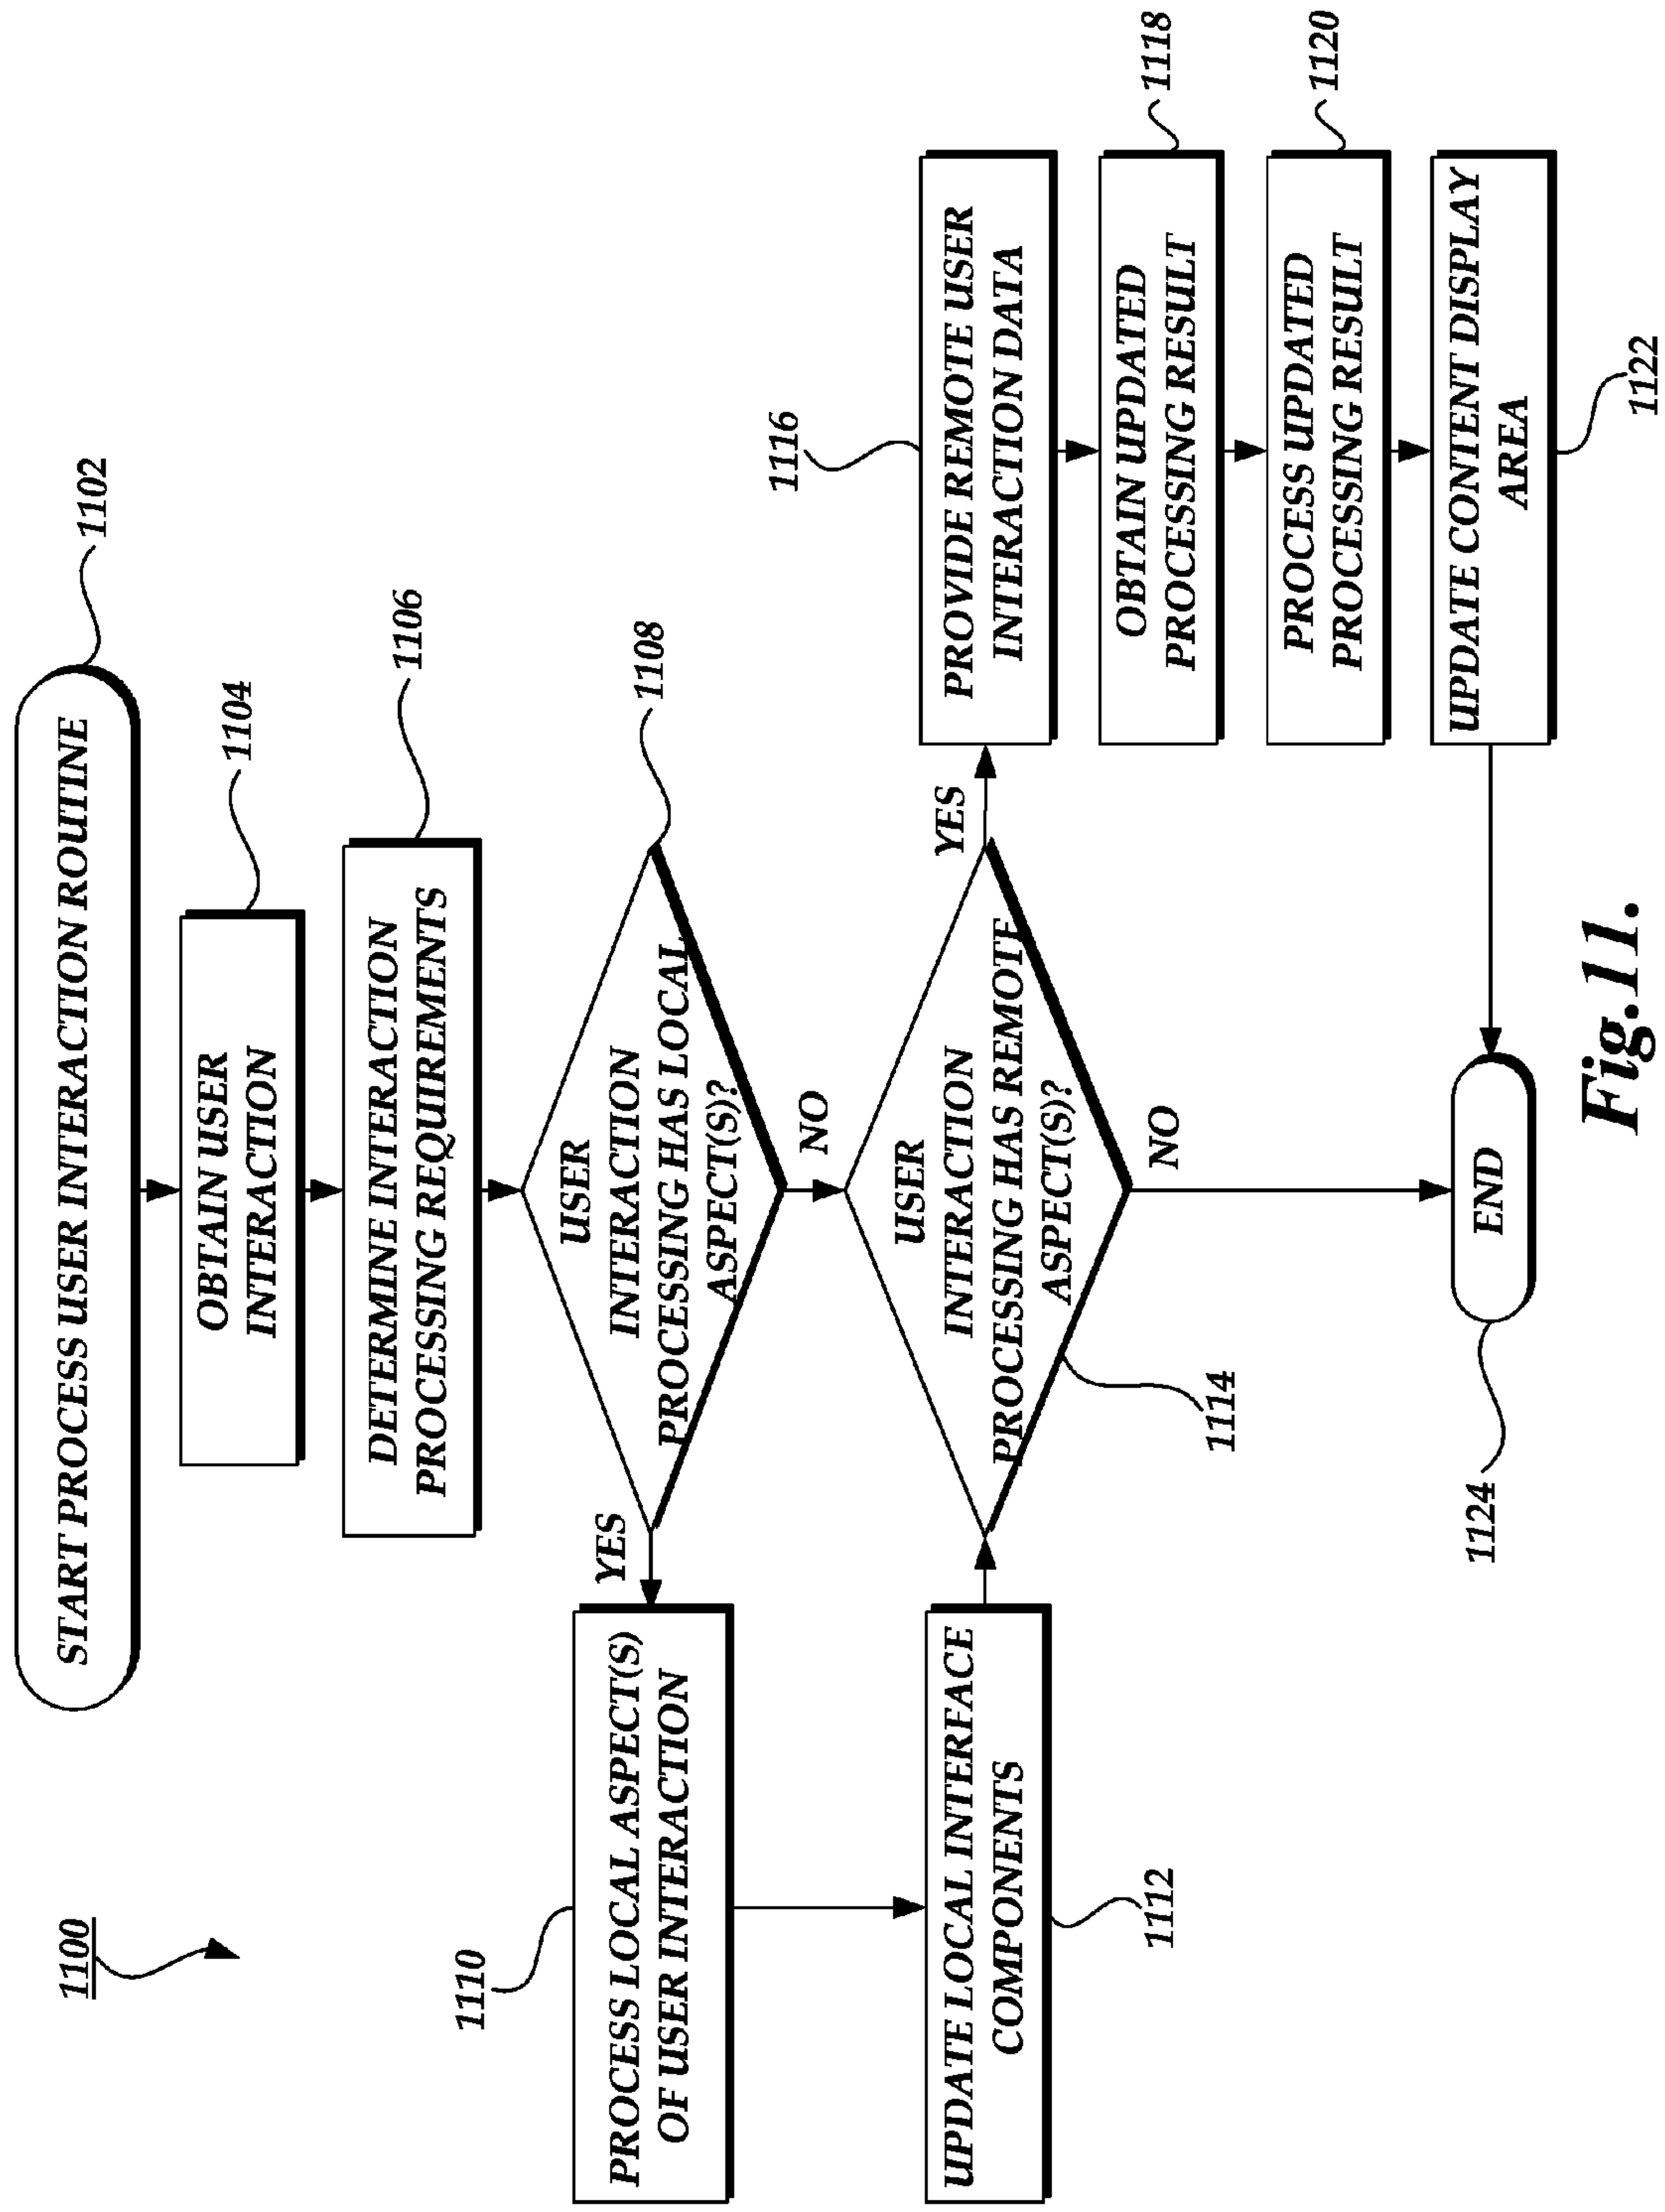 1100
START PROCESS USER INTERACTION ROUTINE
1102
OBTAIN USER
INTERACTION
1104
DETERMINE INTERACTION
PROCESSING REQUIREMENTS
1106
USER
INTERACTION
PROCESSING HAS LOCAL
ASPECT(S)?
1108
YES
NO
1110
PROCESS LOCAL ASPECT(S)
OF USER INTERACTION
UPDATE LOCAL INTERFACE
COMPONENTS
1112
USER
INTERACTION
PROCESSING HAS REMOTE
ASPECT(S)?
1114
YES
NO
1116
PROVIDE REMOTE USER
INTERACTION DATA
OBTAIN UPDATED
PROCESSING RESULT
1118
PROCESS UPDATED
PROCESSING RESULT
1120
UPDATE CONTENT DISPLAY
AREA
1122
END
1124
Fig.11.